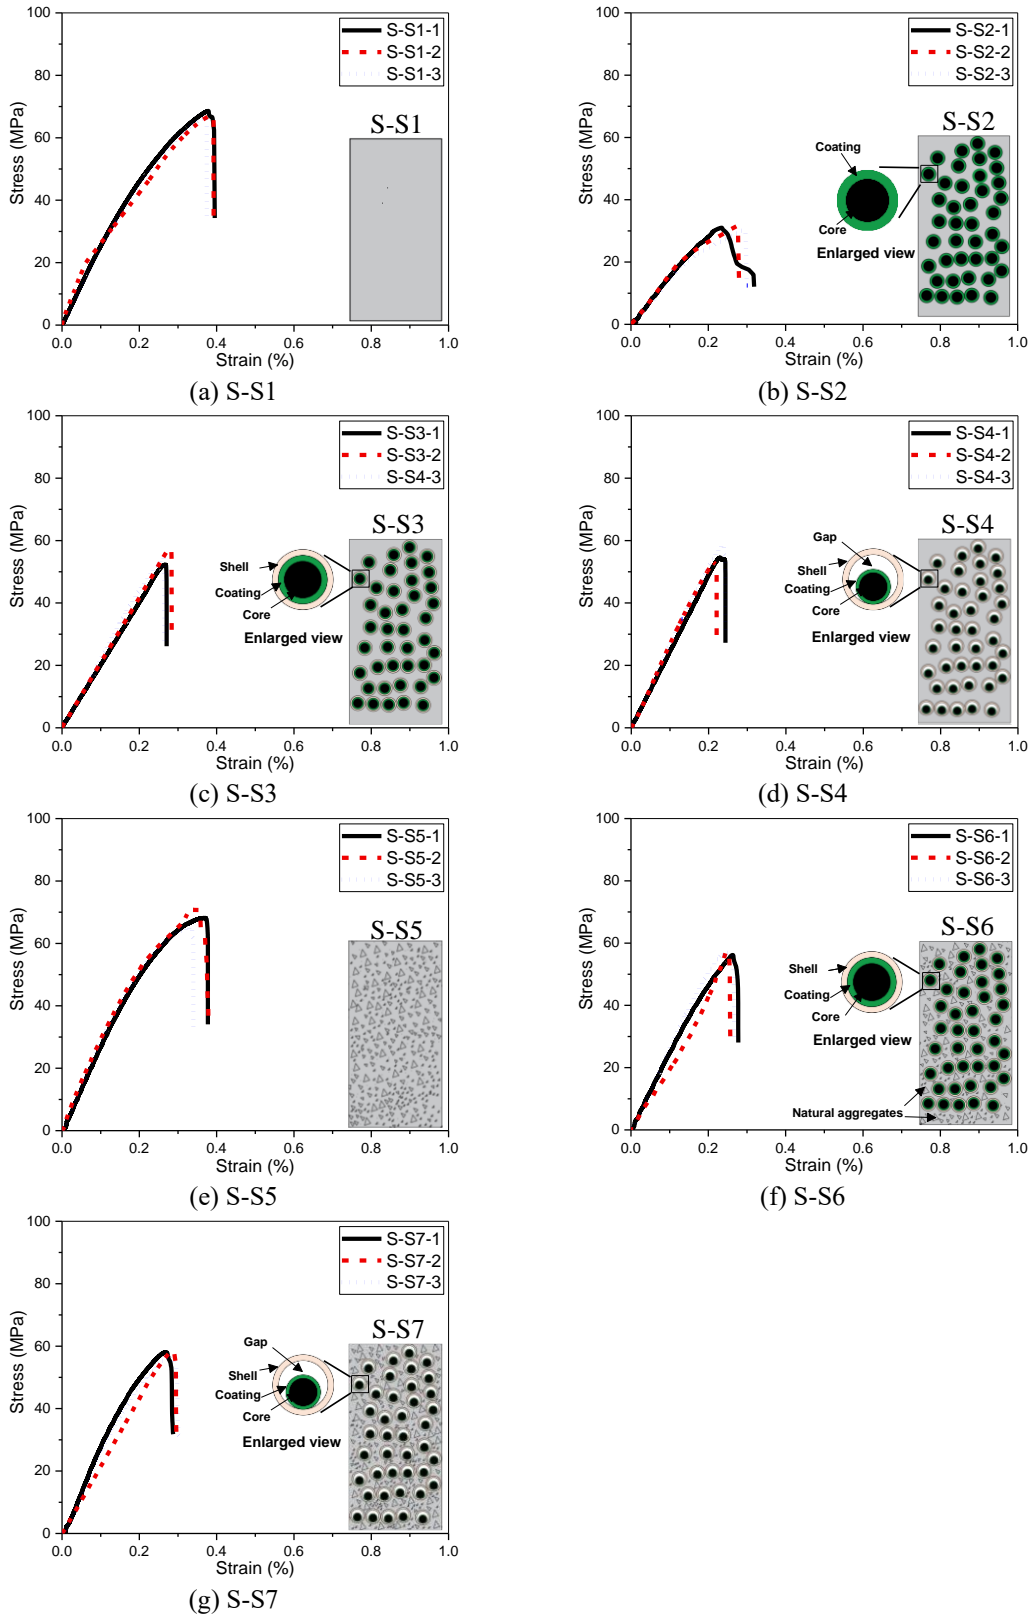 100
80
60
40
20
0
0.0 0.2 0.4 0.6 0.8 1.0
Stress (MPa)
Strain (%)
S-S1-1
S-S1-2
S-S1-3
S-S1
(a) S-S1
100
80
60
40
20
0
0.0 0.2 0.4 0.6 0.8 1.0
Stress (MPa)
Strain (%)
S-S2-1
S-S2-2
S-S2-3
S-S2
Coating
Core
Enlarged view
(b) S-S2
100
80
60
40
20
0
0.0 0.2 0.4 0.6 0.8 1.0
Stress (MPa)
Strain (%)
S-S3-1
S-S3-2
S-S4-3
S-S3
Shell
Coating
Core
Enlarged view
(c) S-S3
100
80
60
40
20
0
0.0 0.2 0.4 0.6 0.8 1.0
Stress (MPa)
Strain (%)
S-S4-1
S-S4-2
S-S4-3
S-S4
Gap
Shell
Coating
Core
Enlarged view
(d) S-S4
100
80
60
40
20
0
0.0 0.2 0.4 0.6 0.8 1.0
Stress (MPa)
Strain (%)
S-S5-1
S-S5-2
S-S5-3
S-S5
(e) S-S5
100
80
60
40
20
0
0.0 0.2 0.4 0.6 0.8 1.0
Stress (MPa)
Strain (%)
S-S6-1
S-S6-2
S-S6-3
S-S6
Shell
Coating
Core
Enlarged view
Natural aggregates
(f) S-S6
100
80
60
40
20
0
0.0 0.2 0.4 0.6 0.8 1.0
Stress (MPa)
Strain (%)
S-S7-1
S-S7-2
S-S7-3
S-S7
Gap
Shell
Coating
Core
Enlarged view
(g) S-S7